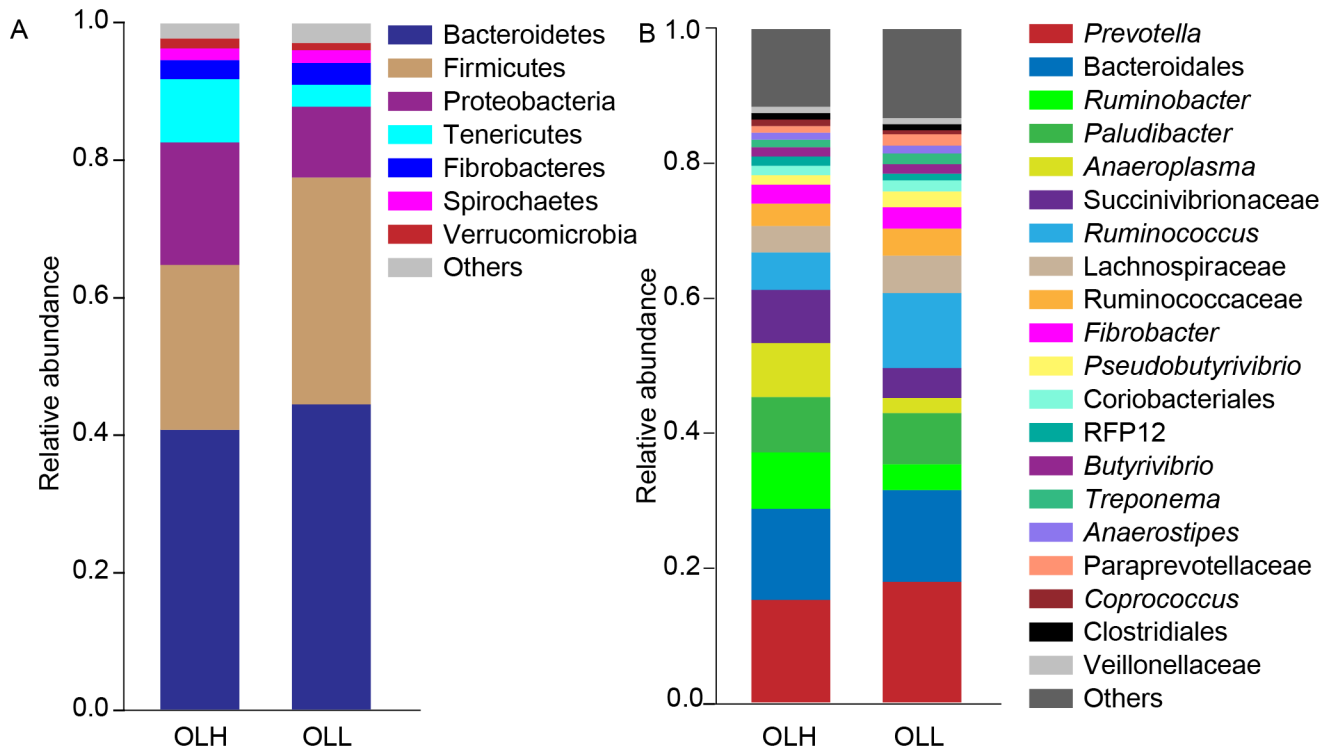 A
Relative abundance
1.0
0.8
0.6
0.4
0.2
0.0
OLH
OLL
Bacteroidetes
Firmicutes
Proteobacteria
Tenericutes
Fibrobacteres
Spirochaetes
Verrucomicrobia
Others
B
Relative abundance
1.0
0.8
0.6
0.4
0.2
0.0
OLH
OLL
Prevotella
Bacteroidales
Ruminobacter
Paludibacter
Anaeroplasma
Succinivibrionaceae
Ruminococcus
Lachnospiraceae
Ruminococcaceae
Fibrobacter
Pseudobutyrivibrio
Coriobacteriales
RFP12
Butyrivibrio
Treponema
Anaerostipes
Paraprevotellaceae
Coprococcus
Clostridiales
Veillonellaceae
Others